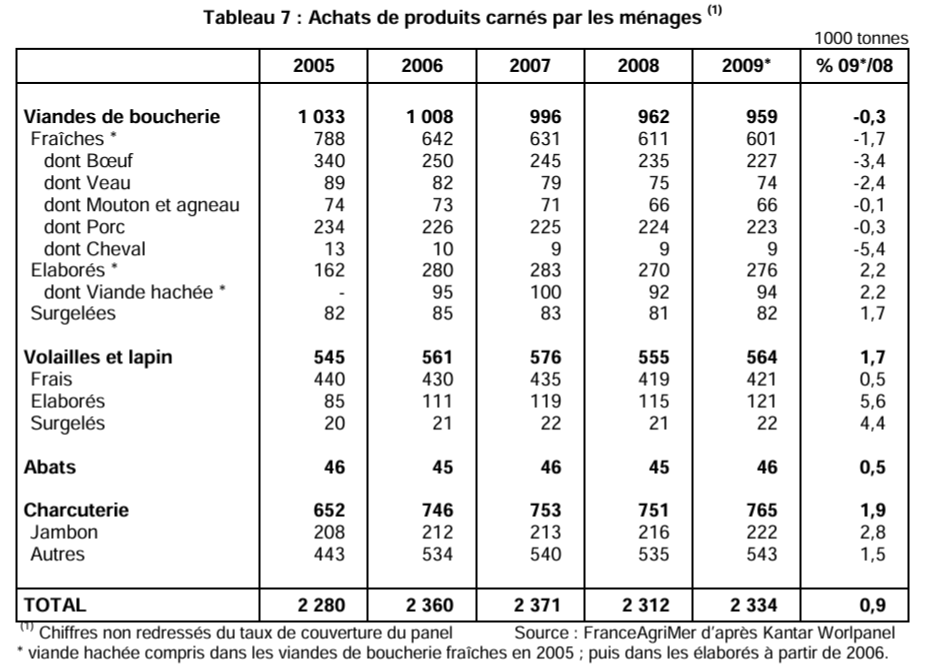 Tableau 7 : Achats de produits carnés par les ménages (1)
1000 tonnes
2005 2006 2007 2008 2009* % 09*/08
Viandes de boucherie 1 033 1 008 996 962 959 -0,3
Fraîches * 788 642 631 611 601 -1,7
dont Bœuf 340 250 245 235 227 -3,4
dont Veau 89 82 79 75 74 -2,4
dont Mouton et agneau 74 73 71 66 66 -0,1
dont Porc 234 226 225 224 223 -0,3
dont Cheval 13 10 9 9 9 -5,4
Elaborés * 162 280 283 270 276 2,2
dont Viande hachée * - 95 100 92 94 2,2
Surgelées 82 85 83 81 82 1,7
Volailles et lapin 545 561 576 555 564 1,7
Frais 440 430 435 419 421 0,5
Elaborés 85 111 119 115 121 5,6
Surgelés 20 21 22 21 22 4,4
Abats 46 45 46 45 46 0,5
Charcuterie 652 746 753 751 765 1,9
Jambon 208 212 213 216 222 2,8
Autres 443 534 540 535 543 1,5
TOTAL 2 280 2 360 2 371 2 312 2 334 0,9
(1) Chiffres non redressés du taux de couverture du panel Source : FranceAgriMer d'après Kantar Worlpanel
* viande hachée compris dans les viandes de boucherie fraîches en 2005 ; puis dans les élaborés à partir de 2006.